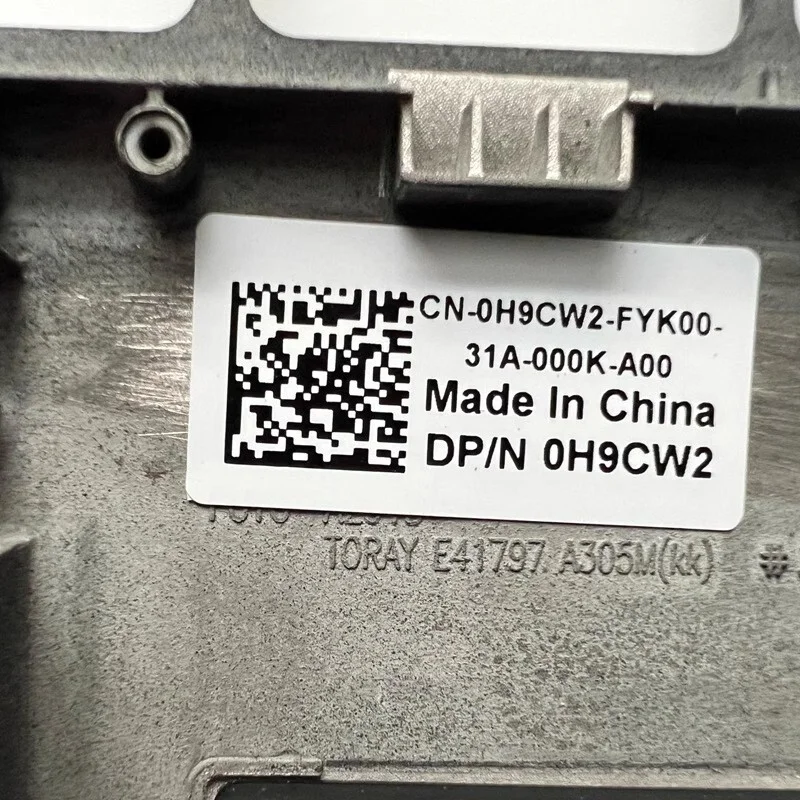 CN-0H9CW2-FYK00-
31A-000K-A00
Made In China
DP/N 0H9CW2
TORAY E41797 A305M(kk)
#